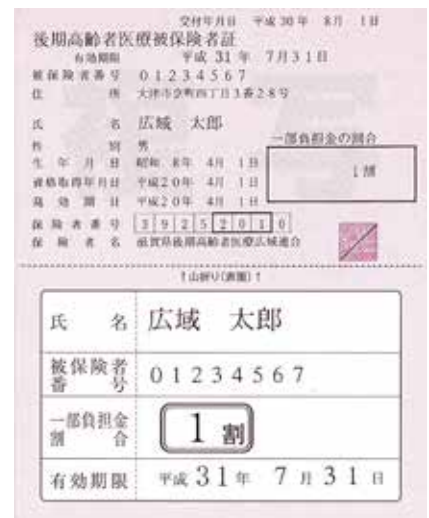 交付年月日 平成30年 8月 1日
後期高齢者医療被保険者証
有効期限 平成 31年 7月31日
被保険者番号 01234567
住 所 大津市京町四丁目3番28号
氏 名 広域 太郎
一部負担金の割合
性 別 男
生年月日 昭和 8年 4月 1日
1割
資格取得年月日 平成20年 4月 1日
発効期日 平成20年 4月 1日
保険者番号 39252010
保険者名 滋賀県後期高齢者医療広域連合
↑山折り(表面)↑
氏 名 広域 太郎
被保険者番号 01234567
一部負担金割合 1割
有効期限 平成31年 7月31日